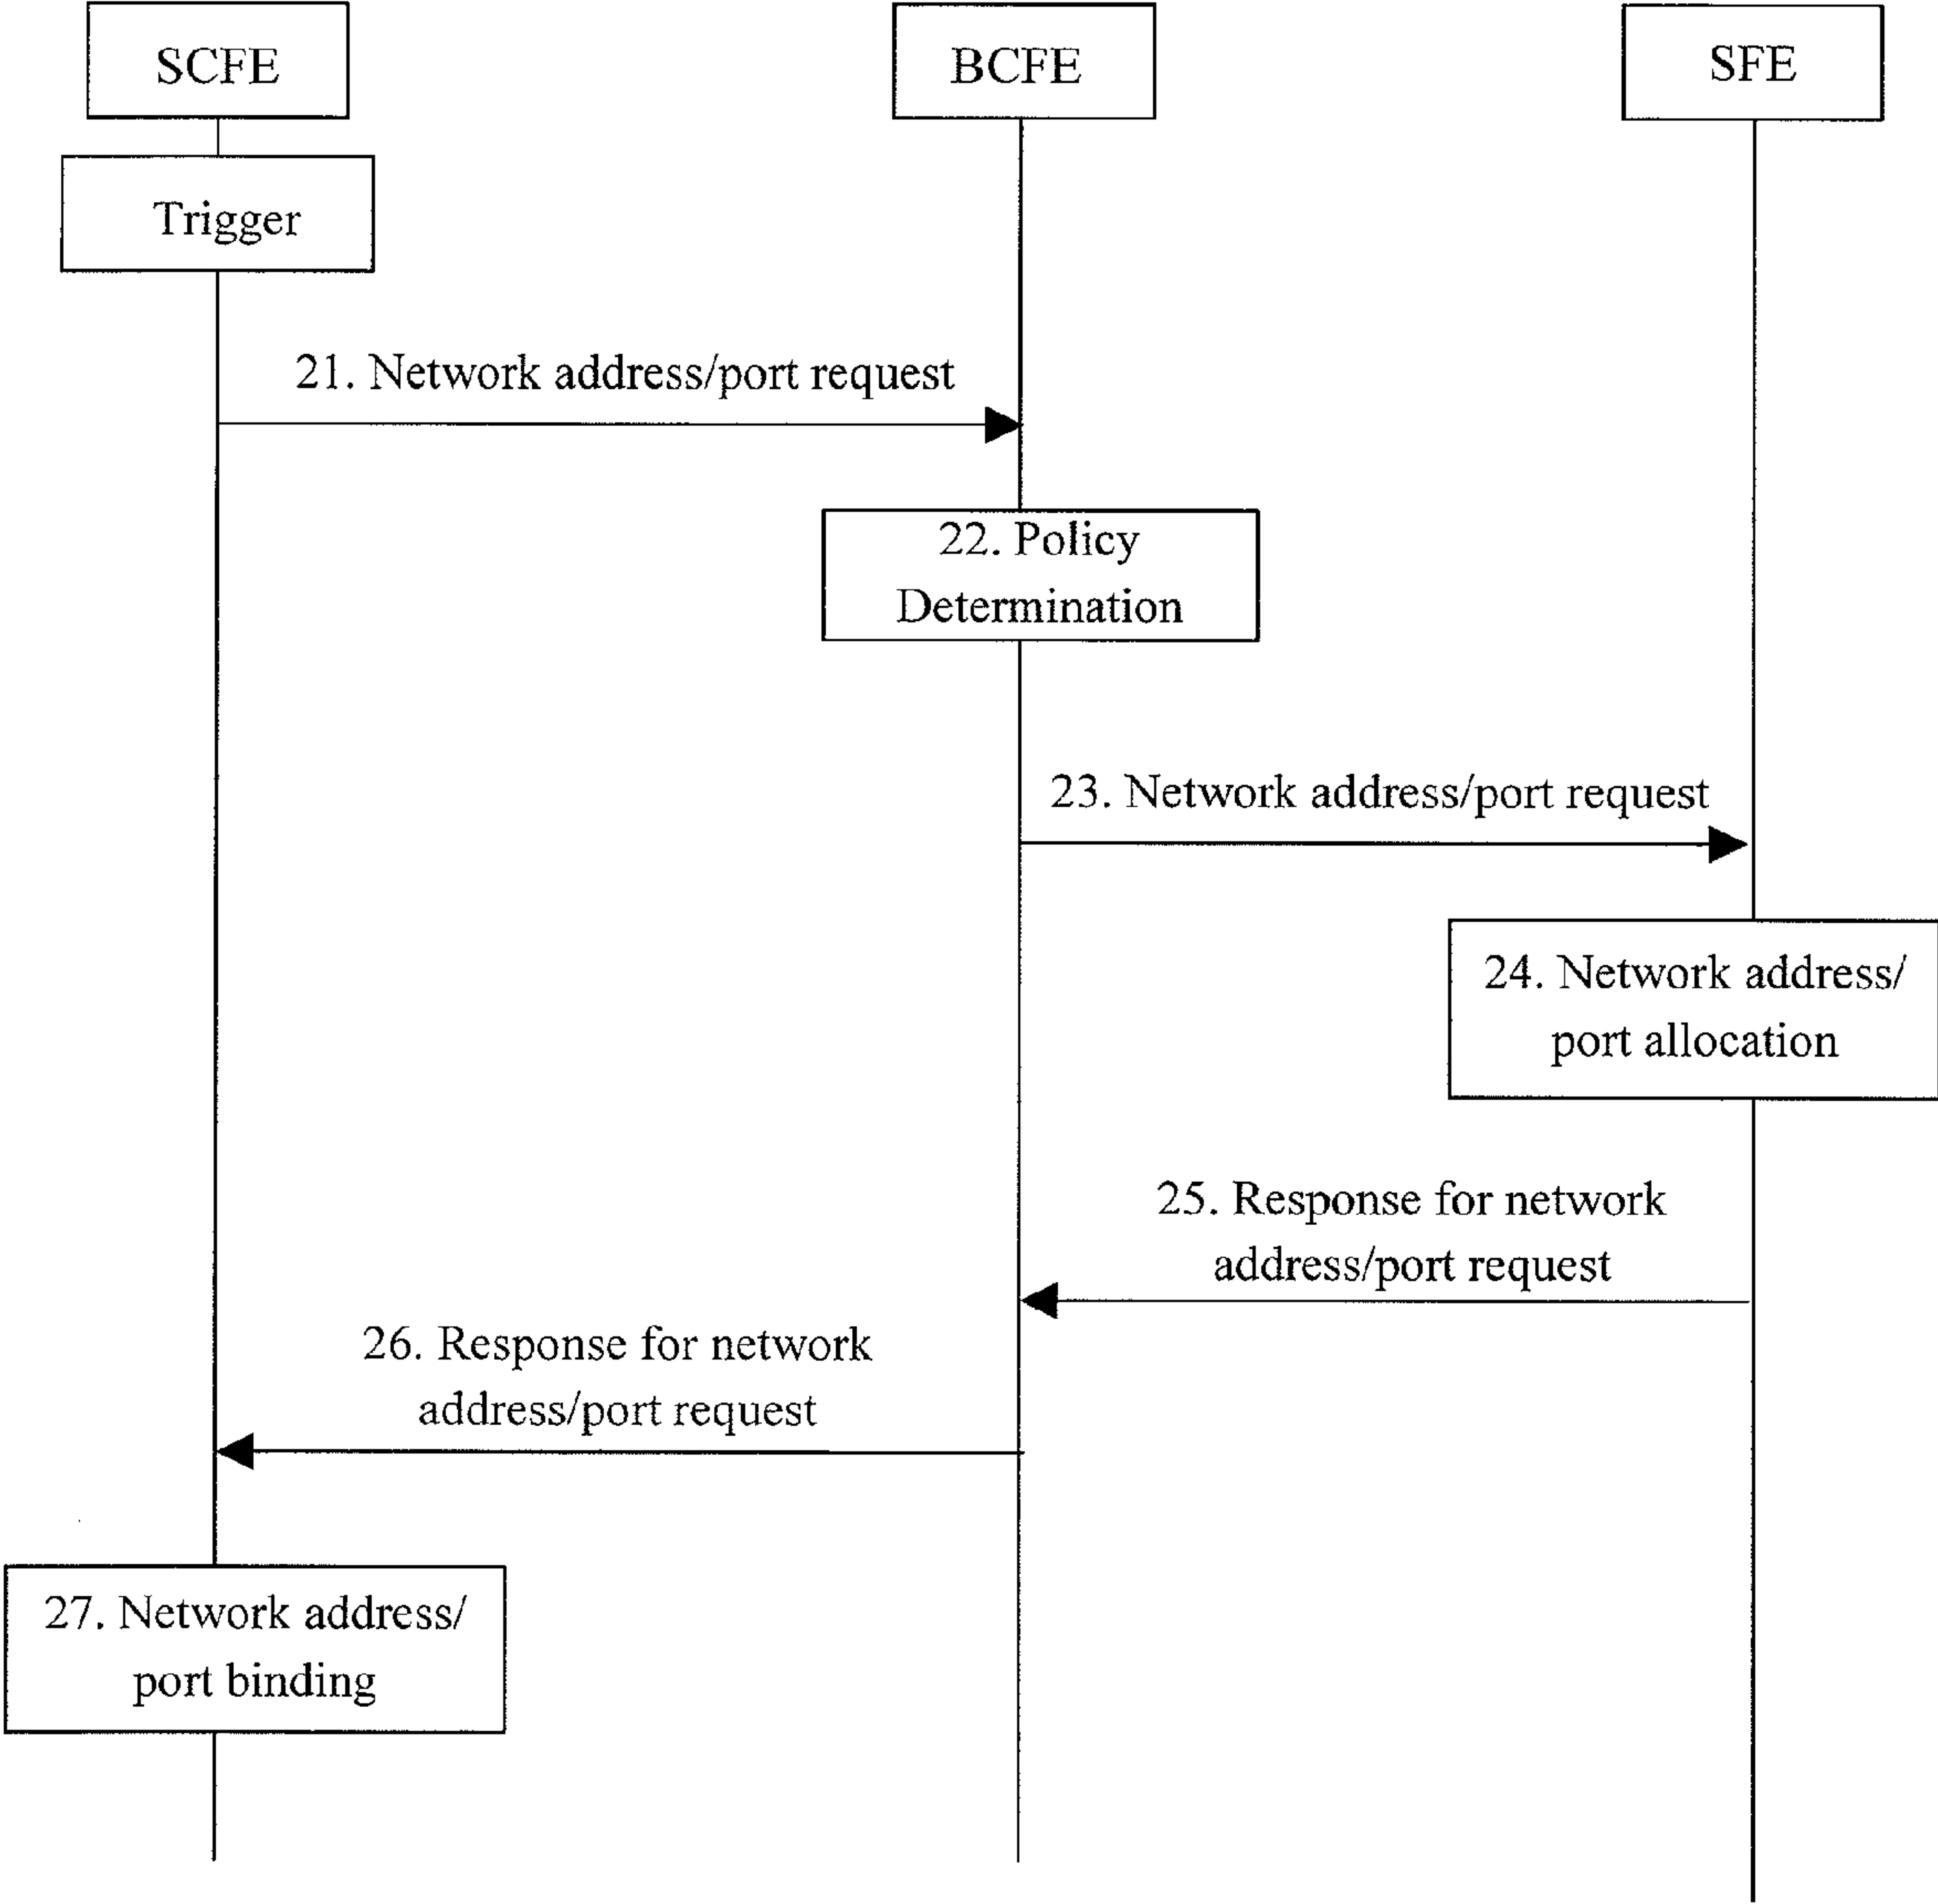 SCFE
BCFE
SFE
Trigger
21. Network address/port request
22. Policy
Determination
23. Network address/port request
24. Network address/
port allocation
25. Response for network
address/port request
26. Response for network
address/port request
27. Network address/
port binding